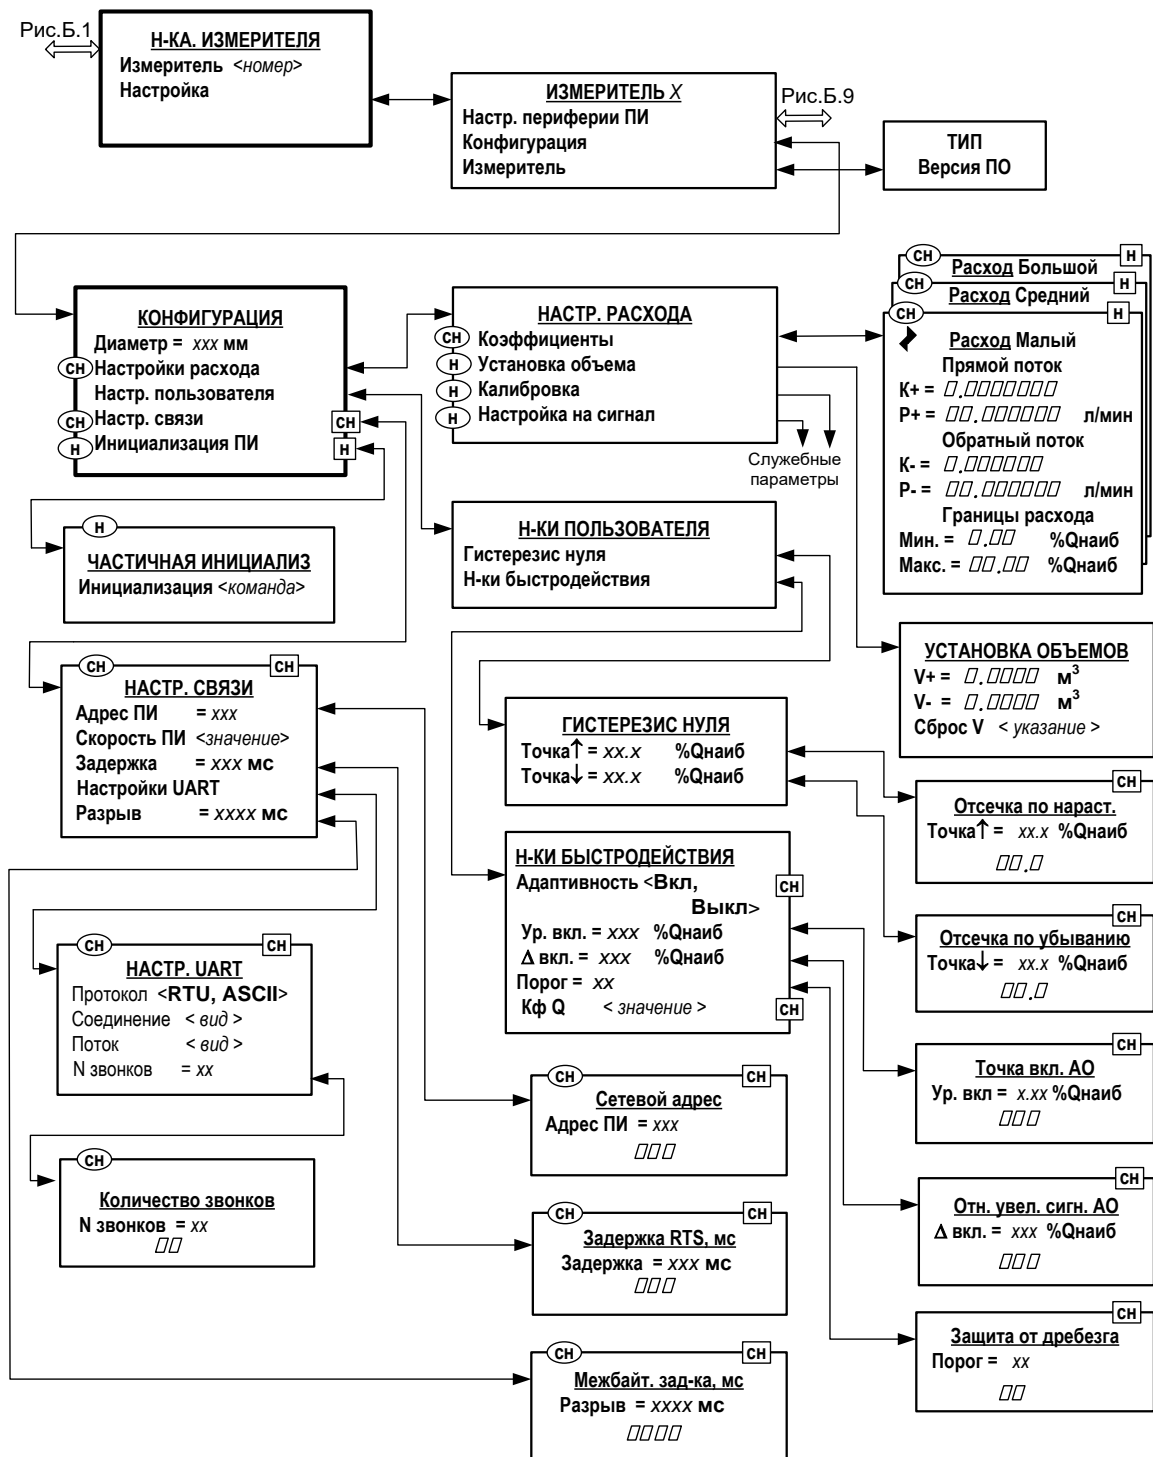 Рис.Б.1
Н-КА. ИЗМЕРИТЕЛЯ
Измеритель <номер>
Настройка
ИЗМЕРИТЕЛЬ X
Настр. периферии ПИ
Конфигурация
Измеритель
Рис.Б.9
ТИП
Версия ПО
КОНФИГУРАЦИЯ
Диаметр = xxx мм
СН Настройки расхода
Настр. пользователя
СН Настр. связи СН
Н Инициализация ПИ Н
НАСТР. РАСХОДА
СН Коэффициенты
Н Установка объема
Н Калибровка
Н Настройка на сигнал
Служебные
параметры
СН Н
Расход Большой
СН Н
Расход Средний
СН Н
Расход Малый
Прямой поток
К+ = 0.0000000
Р+ = 00.000000 л/мин
Обратный поток
К- = 0.000000
Р- = 00.000000 л/мин
Границы расхода
Мин. = 0.00 %Qнаиб
Макс. = 00.00 %Qнаиб
Н
ЧАСТИЧНАЯ ИНИЦИАЛИЗ
Инициализация <команда>
Н-КИ ПОЛЬЗОВАТЕЛЯ
Гистерезис нуля
Н-ки быстродействия
УСТАНОВКА ОБЪЕМОВ
V+ = 0.0000 м³
V- = 0.0000 м³
Сброс V < указание >
СН СН
НАСТР. СВЯЗИ
Адрес ПИ = xxx
Скорость ПИ <значение>
Задержка = xxx мс
Настройки UART
Разрыв = xxxx мс
ГИСТЕРЕЗИС НУЛЯ
Точка↑ = xx.x %Qнаиб
Точка↓ = xx.x %Qнаиб
СН
Отсечка по нараст.
Точка↑ = xx.x %Qнаиб
00.0
Н-КИ БЫСТРОДЕЙСТВИЯ
Адаптивность <Вкл, СН
Выкл>
Ур. вкл. = xxx %Qнаиб
Δ вкл. = xxx %Qнаиб
Порог = xx
Кф Q < значение > СН
СН
Отсечка по убыванию
Точка↓ = xx.x %Qнаиб
00.0
СН СН
НАСТР. UART
Протокол <RTU, ASCII>
Соединение < вид >
Поток < вид >
N звонков = xx
СН
Точка вкл. АО
Ур. вкл = x.xx %Qнаиб
000
СН СН
Сетевой адрес
Адрес ПИ = xxx
000
СН
Количество звонков
N звонков = xx
00
СН
Отн. увел. сигн. АО
Δ вкл. = xxx %Qнаиб
000
СН СН
Задержка RTS, мс
Задержка = xxx мс
000
СН
Защита от дребезга
Порог = xx
00
СН СН
Межбайт. зад-ка, мс
Разрыв = xxxx мс
0000